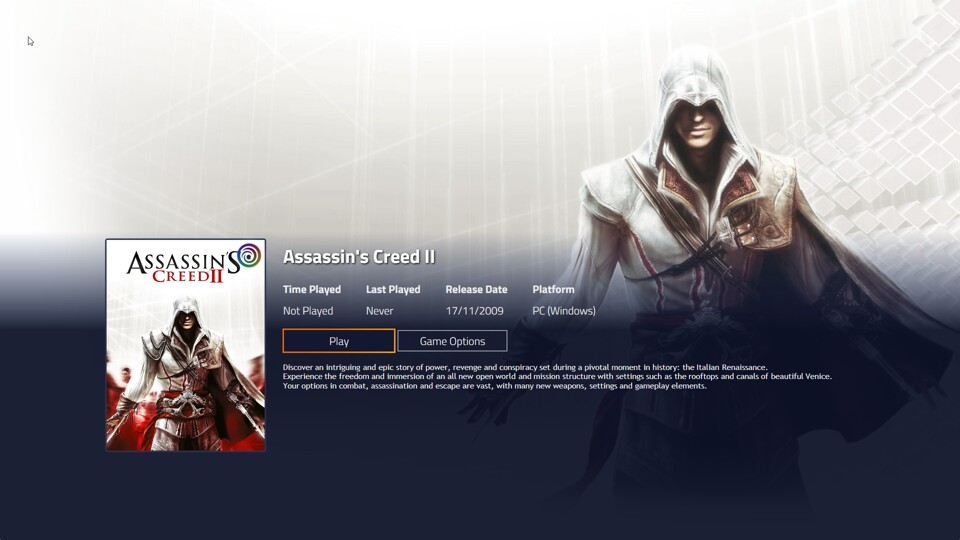 ASSASSIN'S
CREED II
Assassin's Creed II
Time Played Last Played Release Date Platform
Not Played Never 17/11/2009 PC (Windows)
Play Game Options
Discover an intriguing and epic story of power, revenge and conspiracy set during a pivotal moment in history: the Italian Renaissance.
Experience the freedom and immersion of an all new open world and mission structure with settings such as the rooftops and canals of beautiful Venice.
Your options in combat, assassination and escape are vast, with many new weapons, settings and gameplay elements.